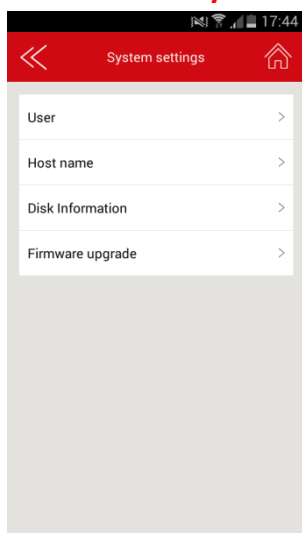 17:44
System settings
User
Host name
Disk Information
Firmware upgrade